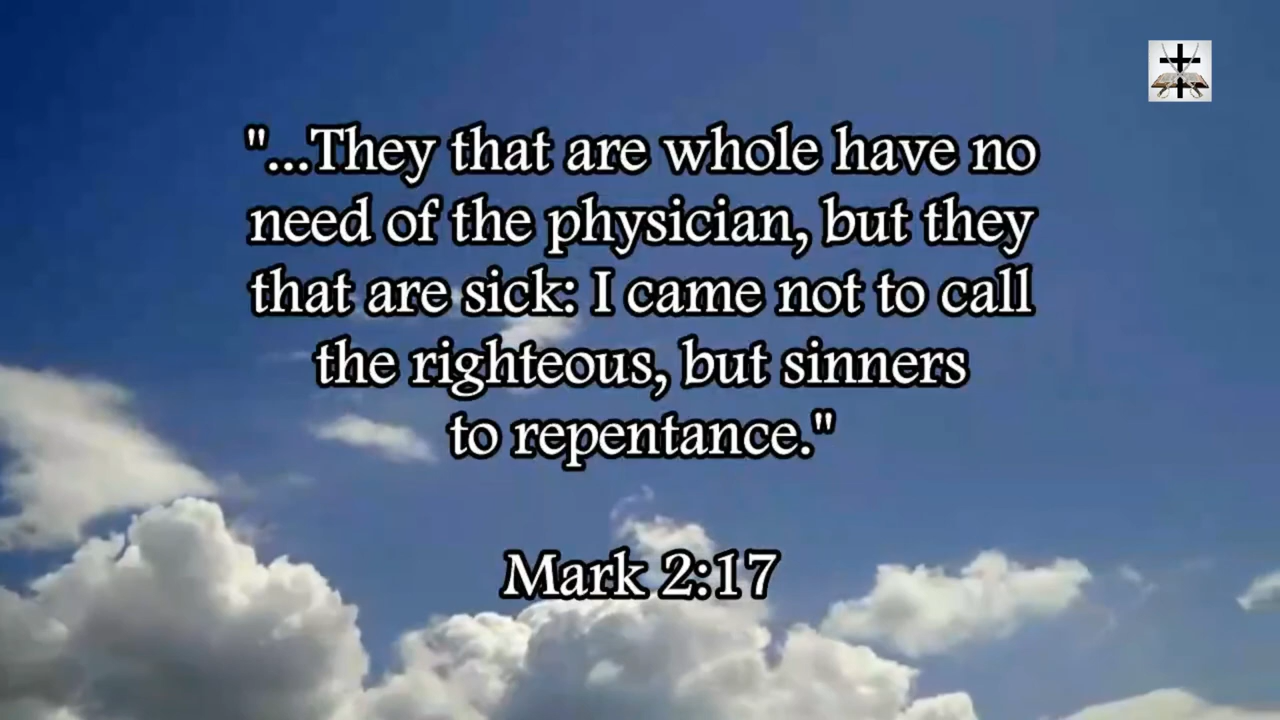 "...They that are whole have no
need of the physician, but they
that are sick: I came not to call
the righteous, but sinners
to repentance."
Mark 2:17